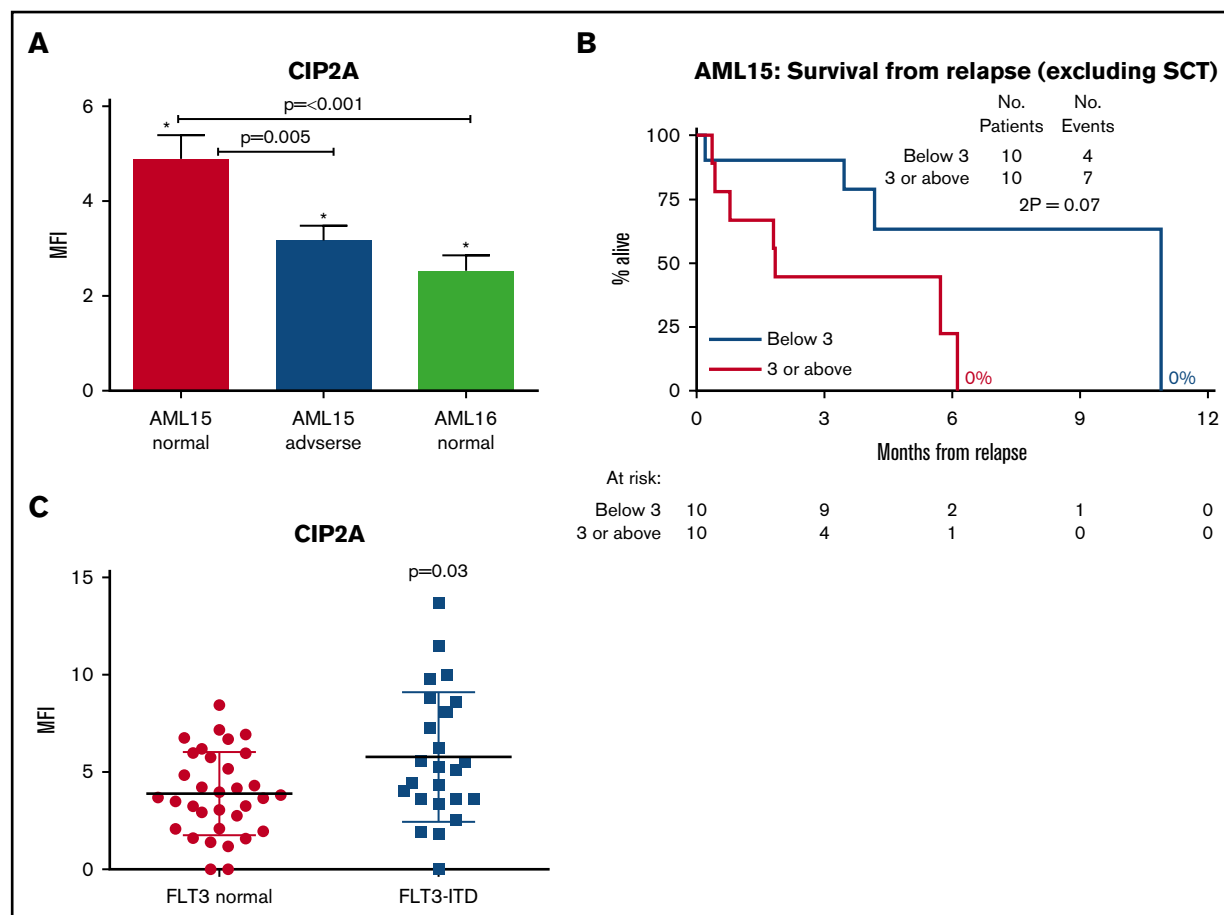 A
CIP2A
p=<0.001
p=0.005
*
*
*
6
4
2
0
MFI
AML15
normal
AML15
advserse
AML16
normal
B
AML15: Survival from relapse (excluding SCT)
No.
Patients
No.
Events
Below 3 10 4
3 or above 10 7
2P = 0.07
100
75
50
25
0
% alive
Below 3
3 or above
0%
0%
0 3 6 9 12
Months from relapse
At risk:
Below 3 10 9 2 1 0
3 or above 10 4 1 0 0
C
CIP2A
p=0.03
15
10
5
0
MFI
FLT3 normal
FLT3-ITD